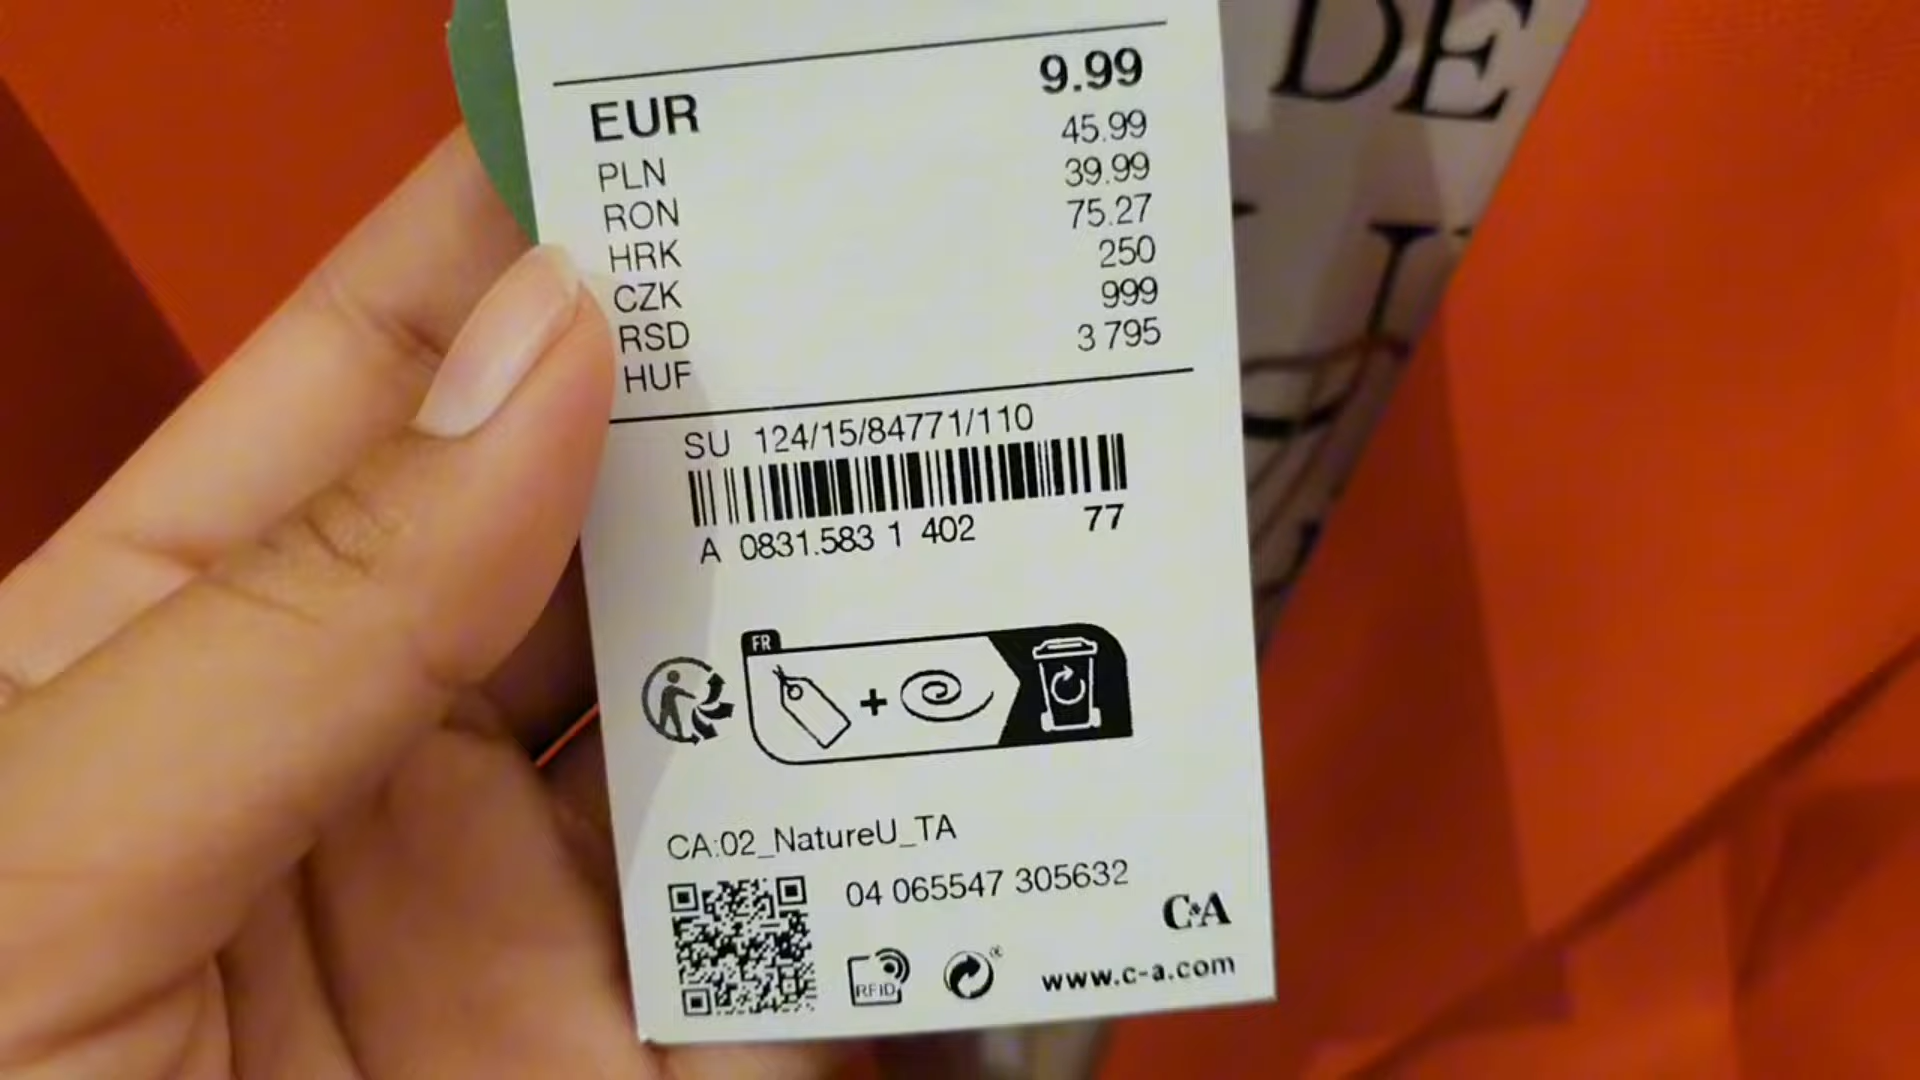 EUR 9.99
PLN 45.99
RON 39.99
HRK 75.27
CZK 250
RSD 999
HUF 3 795
SU 124/15/84771/110
A 0831.583 1 402 77
FR
CA:02_NatureU_TA
04 065547 305632
C&A
RFID
www.c-a.com
DE